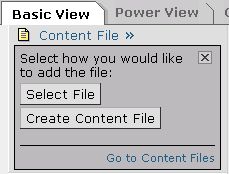 Basic View Power View
Content File »
Select how you would like
to add the file:
Select File
Create Content File
Go to Content Files